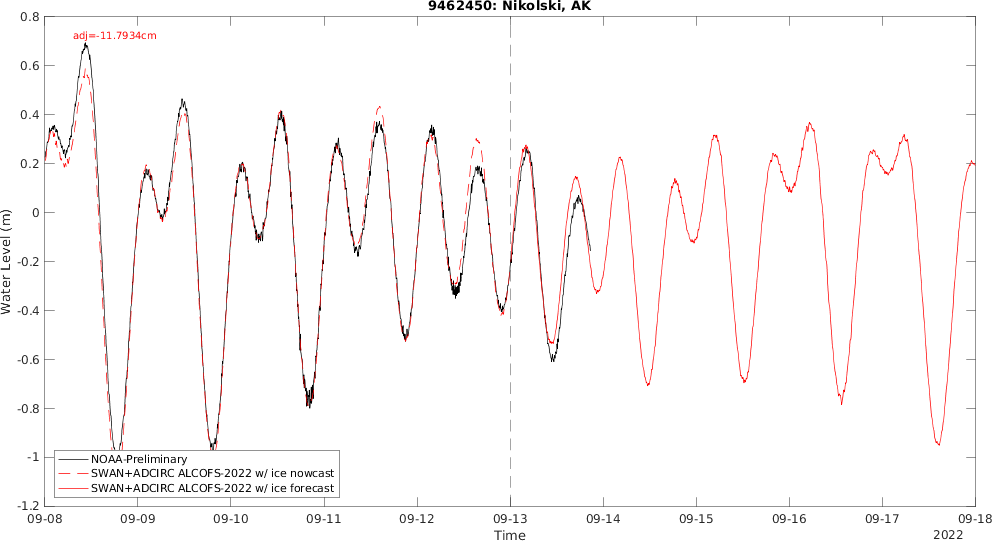 9462450: Nikolski, AK
adj=-11.7934cm
Water Level (m)
0.8
0.6
0.4
0.2
0
-0.2
-0.4
-0.6
-0.8
-1
-1.2
NOAA-Preliminary
SWAN+ADCIRC ALCOFS-2022 w/ ice nowcast
SWAN+ADCIRC ALCOFS-2022 w/ ice forecast
09-08 09-09 09-10 09-11 09-12 09-13 09-14 09-15 09-16 09-17 09-18
Time
2022